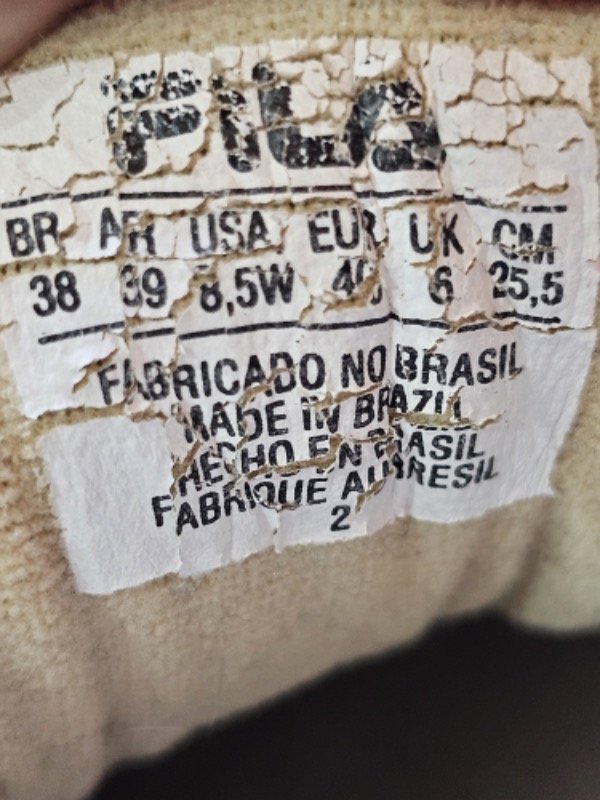 FILA
BR AR USA EUR UK CM
38 39 8,5W 40 6 25,5
FABRICADO NO BRASIL
MADE IN BRAZIL
HECHO EN BRASIL
FABRIQUÉ AU BRESIL
2